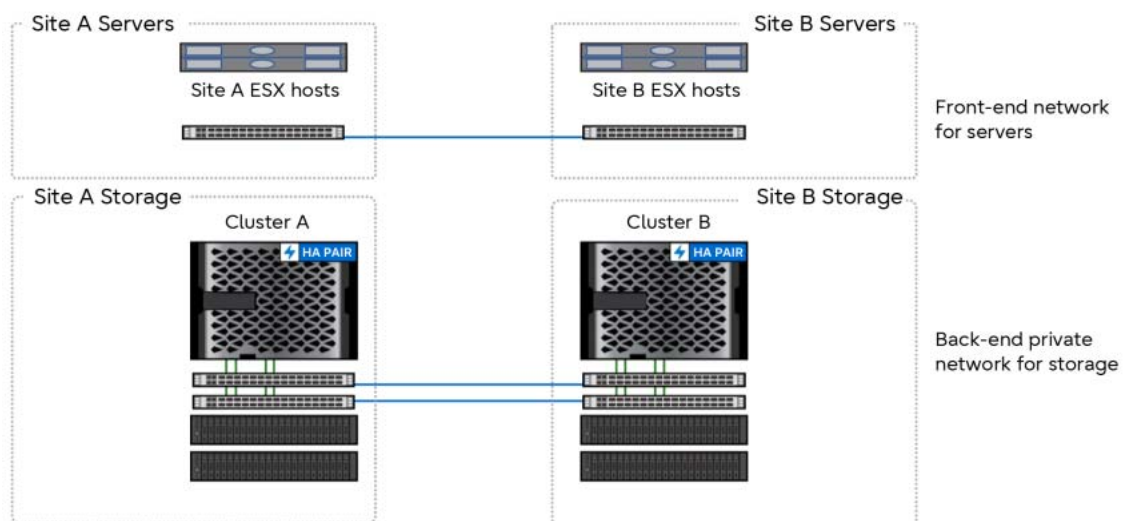 Site A Servers
Site B Servers
Site A ESX hosts
Site B ESX hosts
Front-end network
for servers
Site A Storage
Site B Storage
Cluster A
Cluster B
HA PAIR
HA PAIR
Back-end private
network for storage